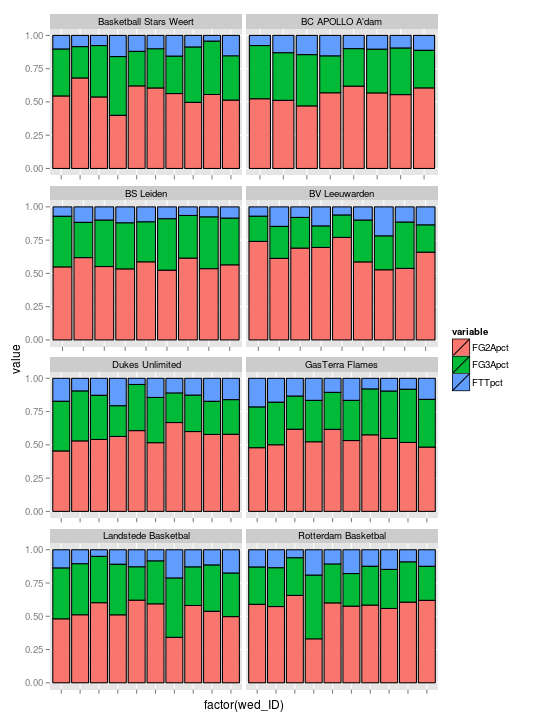 Basketball Stars Weert
BC APOLLO A'dam
1.00
0.75
0.50
0.25
0.00
BS Leiden
BV Leeuwarden
1.00
0.75
0.50
0.25
0.00
Dukes Unlimited
GasTerra Flames
1.00
0.75
0.50
0.25
0.00
Landstede Basketbal
Rotterdam Basketbal
1.00
0.75
0.50
0.25
0.00
value
factor(wed_ID)
variable
FG2Apct
FG3Apct
FTTpct